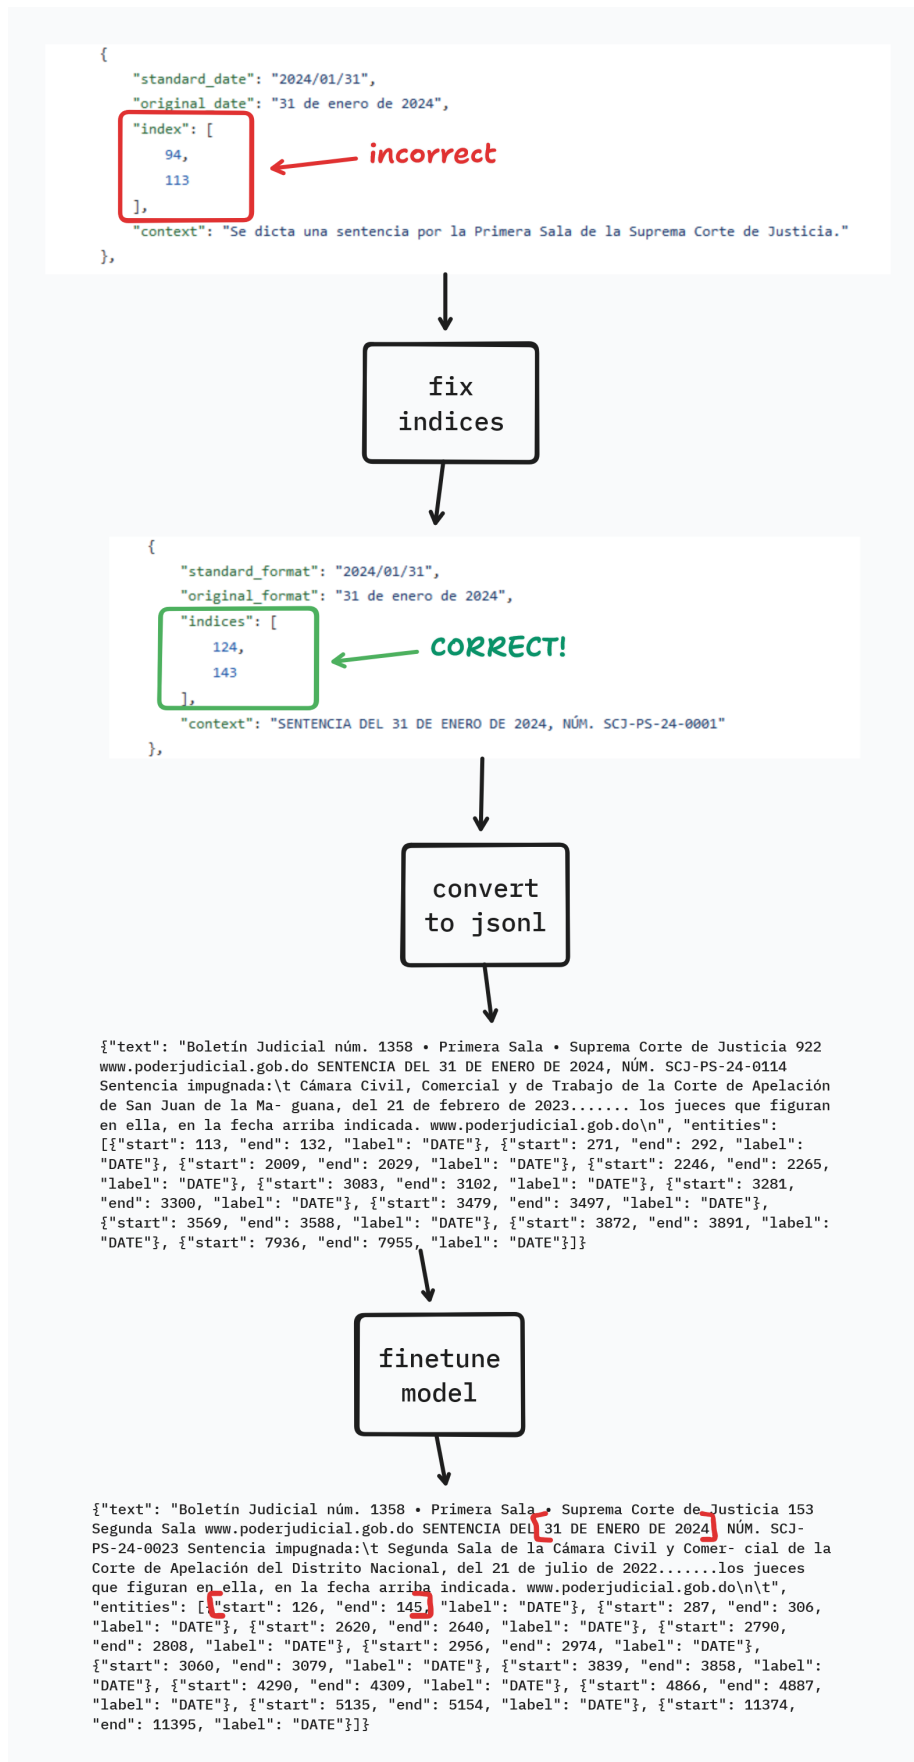 {
"standard_date": "2024/01/31",
"original_date": "31 de enero de 2024",
"index": [
94,
113
],
"context": "Se dicta una sentencia por la Primera Sala de la Suprema Corte de Justicia."
},
incorrect
fix
indices
{
"standard_format": "2024/01/31",
"original_format": "31 de enero de 2024",
"indices": [
124,
143
],
"context": "SENTENCIA DEL 31 DE ENERO DE 2024, NÚM. SCJ-PS-24-0001"
},
CORRECT!
convert
to jsonl
{"text": "Boletín Judicial núm. 1358 • Primera Sala • Suprema Corte de Justicia 922
www.poderjudicial.gob.do SENTENCIA DEL 31 DE ENERO DE 2024, NÚM. SCJ-PS-24-0114
Sentencia impugnada:\t Cámara Civil, Comercial y de Trabajo de la Corte de Apelación
de San Juan de la Ma- guana, del 21 de febrero de 2023....... los jueces que figuran
en ella, en la fecha arriba indicada. www.poderjudicial.gob.do\n", "entities":
[{"start": 113, "end": 132, "label": "DATE"}, {"start": 271, "end": 292, "label":
"DATE"}, {"start": 2009, "end": 2029, "label": "DATE"}, {"start": 2246, "end": 2265,
"label": "DATE"}, {"start": 3083, "end": 3102, "label": "DATE"}, {"start": 3281,
"end": 3300, "label": "DATE"}, {"start": 3479, "end": 3497, "label": "DATE"},
{"start": 3569, "end": 3588, "label": "DATE"}, {"start": 3872, "end": 3891, "label":
"DATE"}, {"start": 7936, "end": 7955, "label": "DATE"}]}
finetune
model
{"text": "Boletín Judicial núm. 1358 • Primera Sala • Suprema Corte de Justicia 153
Segunda Sala www.poderjudicial.gob.do SENTENCIA DEL 31 DE ENERO DE 2024, NÚM. SCJ-
PS-24-0023 Sentencia impugnada:\t Segunda Sala de la Cámara Civil y Comer- cial de la
Corte de Apelación del Distrito Nacional, del 21 de julio de 2022.......los jueces
que figuran en ella, en la fecha arriba indicada. www.poderjudicial.gob.do\n\t",
"entities": [{"start": 126, "end": 145, "label": "DATE"}, {"start": 287, "end": 306,
"label": "DATE"}, {"start": 2620, "end": 2640, "label": "DATE"}, {"start": 2790,
"end": 2808, "label": "DATE"}, {"start": 2956, "end": 2974, "label": "DATE"},
{"start": 3060, "end": 3079, "label": "DATE"}, {"start": 3839, "end": 3858, "label":
"DATE"}, {"start": 4290, "end": 4309, "label": "DATE"}, {"start": 4866, "end": 4887,
"label": "DATE"}, {"start": 5135, "end": 5154, "label": "DATE"}, {"start": 11374,
"end": 11395, "label": "DATE"}]}